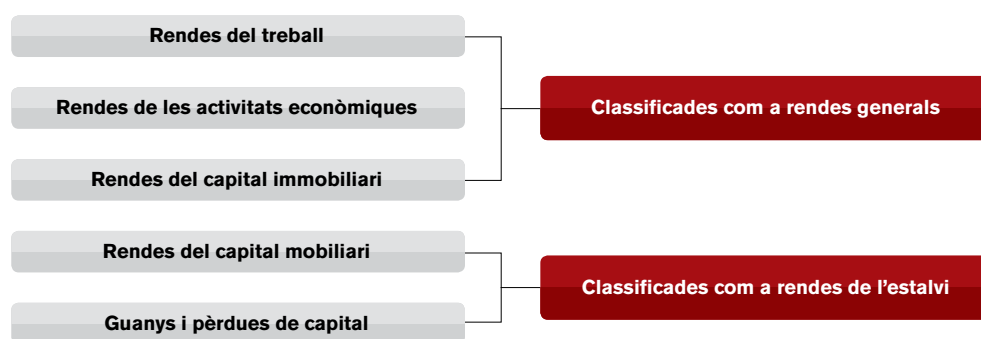 Rendes del treball
Rendes de les activitats econòmiques
Classificades com a rendes generals
Rendes del capital immobiliari
Rendes del capital mobiliari
Classificades com a rendes de l’estalvi
Guanys i pèrdues de capital